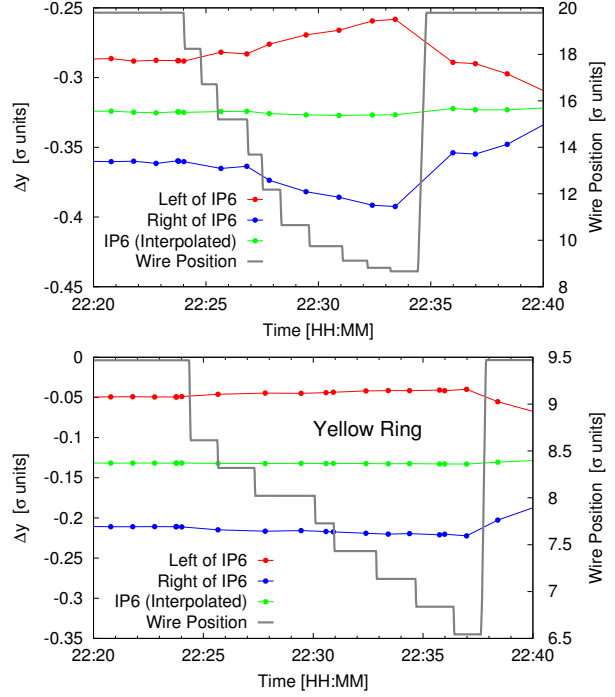 -0.25
-0.3
-0.35
-0.4
-0.45
22:20 22:25 22:30 22:35 22:40
20
18
16
14
12
10
8
Δy [σ units]
Wire Position [σ units]
Time [HH:MM]
Left of IP6
Right of IP6
IP6 (Interpolated)
Wire Position
0
-0.05
-0.1
-0.15
-0.2
-0.25
-0.3
-0.35
22:20 22:25 22:30 22:35 22:40
9.5
9
8.5
8
7.5
7
6.5
Δy [σ units]
Wire Position [σ units]
Time [HH:MM]
Yellow Ring
Left of IP6
Right of IP6
IP6 (Interpolated)
Wire Position